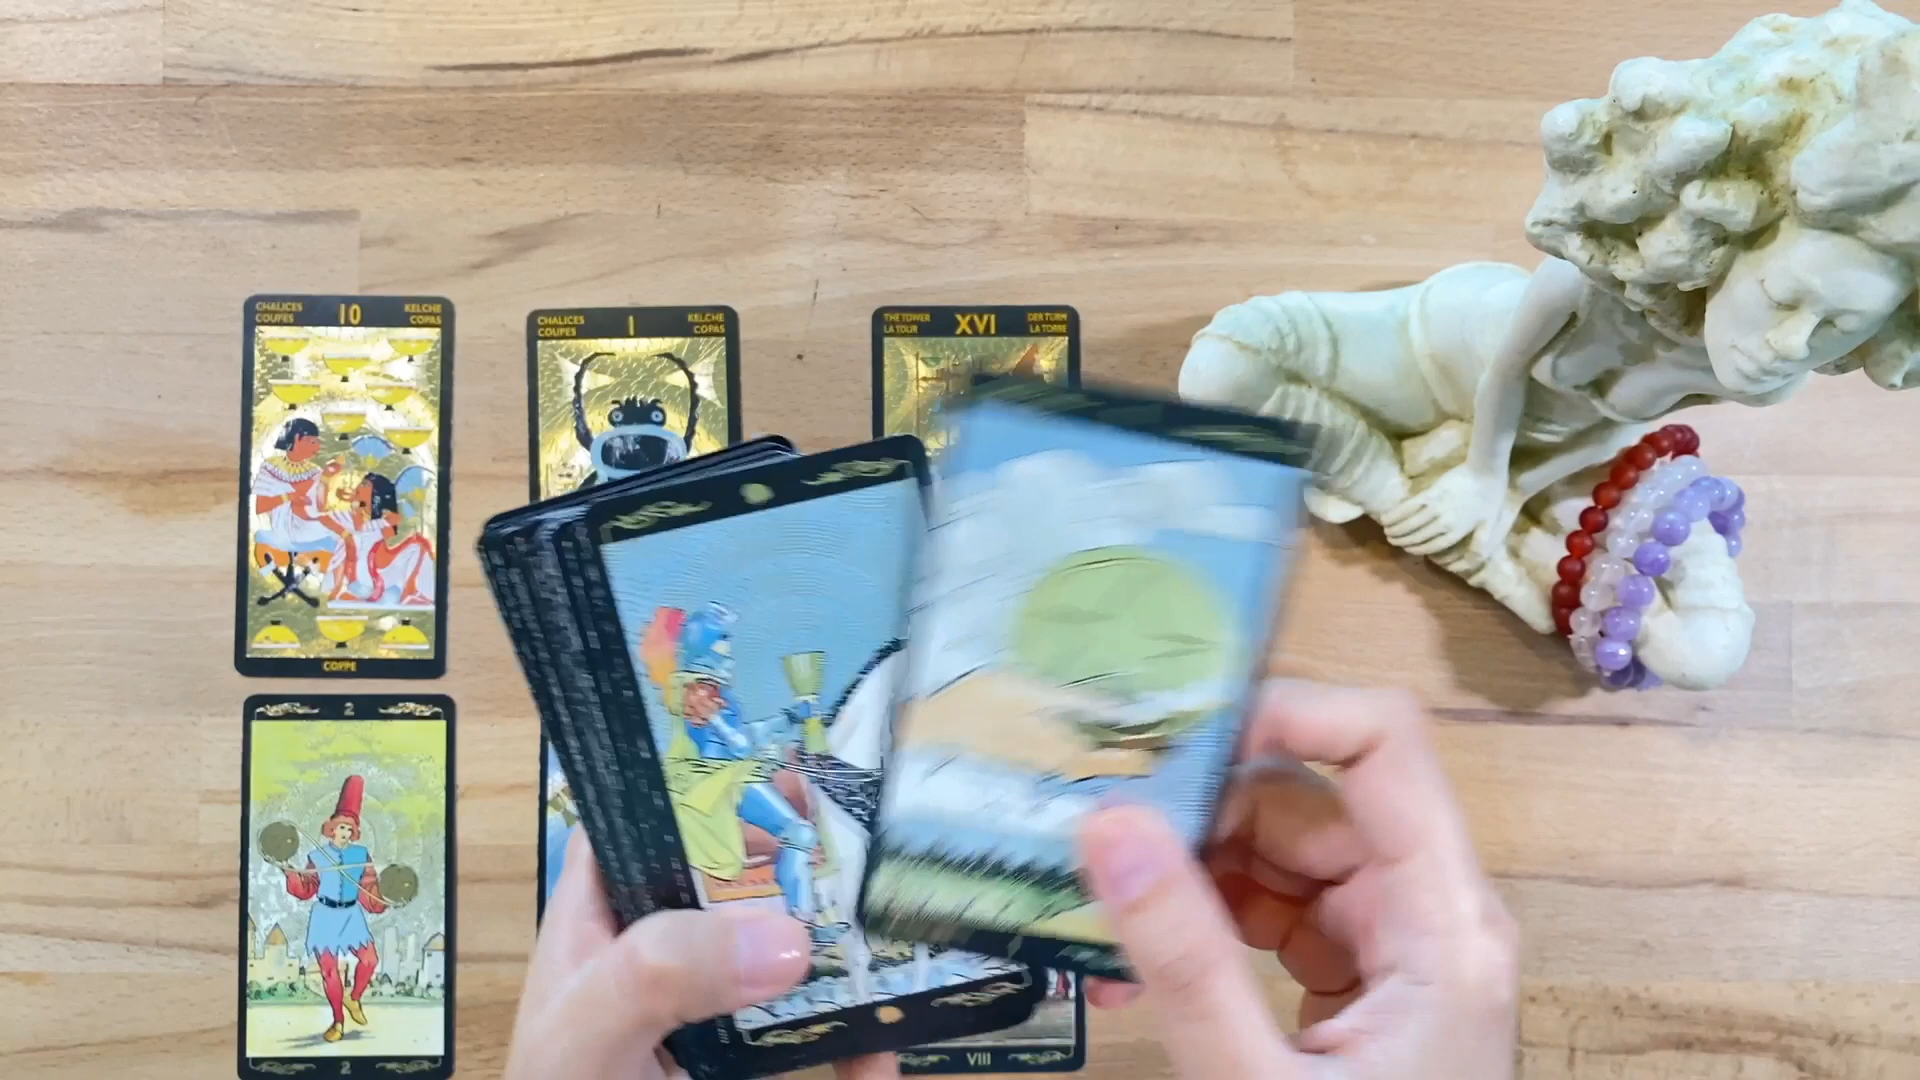 CHALICES 10 KELCHE
COUPES COPAS
COPPE
CHALICES I KELCHE
COUPES COPAS
THE TOWER XVI DER TURM
LA TOUR LA TORRE
2
2
VIII